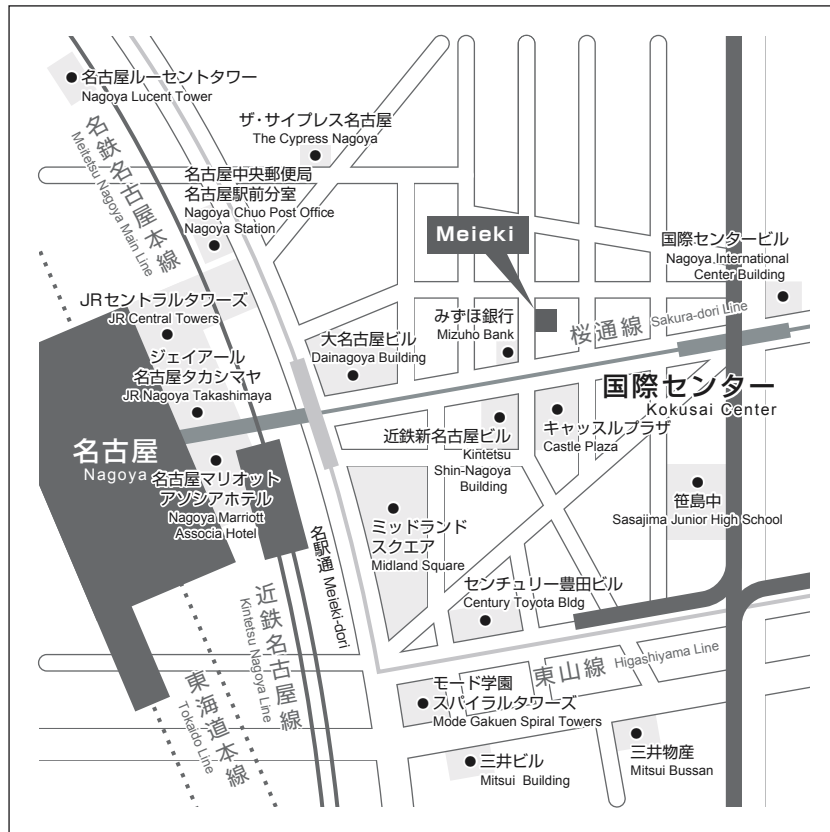 名古屋ルーセントタワー
Nagoya Lucent Tower
ザ・サイプレス名古屋
The Cypress Nagoya
名鉄名古屋本線
Meitetsu Nagoya Main Line
名古屋中央郵便局
名古屋駅前分室
Nagoya Chuo Post Office
Nagoya Station
Meieki
国際センタービル
Nagoya International
Center Building
JRセントラルタワーズ
JR Central Towers
みずほ銀行
Mizuho Bank
桜通線 Sakura-dori Line
大名古屋ビル
Dainagoya Building
ジェイアール
名古屋タカシマヤ
JR Nagoya Takashimaya
国際センター
Kokusai Center
名古屋
Nagoya
近鉄新名古屋ビル
Kintetsu
Shin-Nagoya
Building
キャッスルプラザ
Castle Plaza
名古屋マリオット
アソシアホテル
Nagoya Marriott
Associa Hotel
笹島中
Sasajima Junior High School
ミッドランド
スクエア
Midland Square
名駅通 Meieki-dori
センチュリー豊田ビル
Century Toyota Bldg
近鉄名古屋線
Kintetsu Nagoya Line
東海道本線
Tokaido Line
東山線 Higashiyama Line
モード学園
スパイラルタワーズ
Mode Gakuen Spiral Towers
三井ビル
Mitsui Building
三井物産
Mitsui Bussan